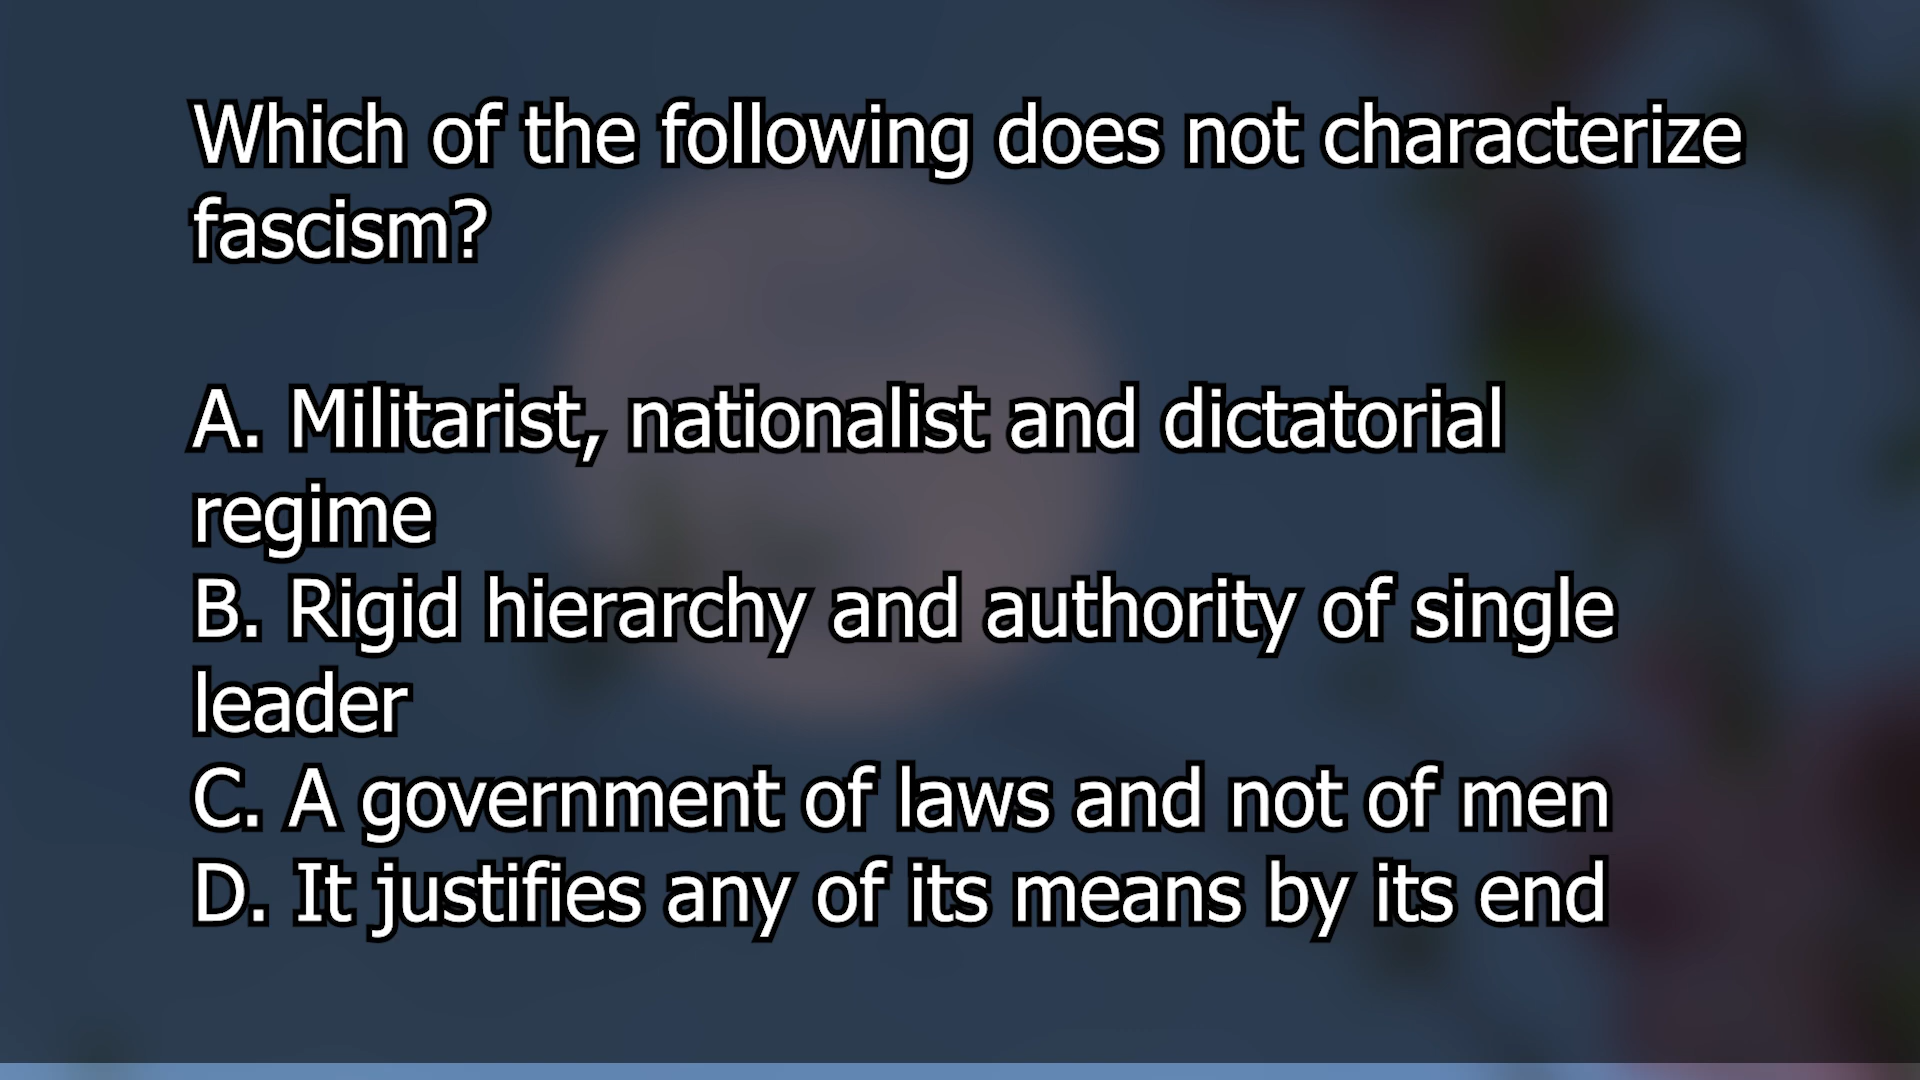 Which of the following does not characterize
fascism?
A. Militarist, nationalist and dictatorial
regime
B. Rigid hierarchy and authority of single
leader
C. A government of laws and not of men
D. It justifies any of its means by its end